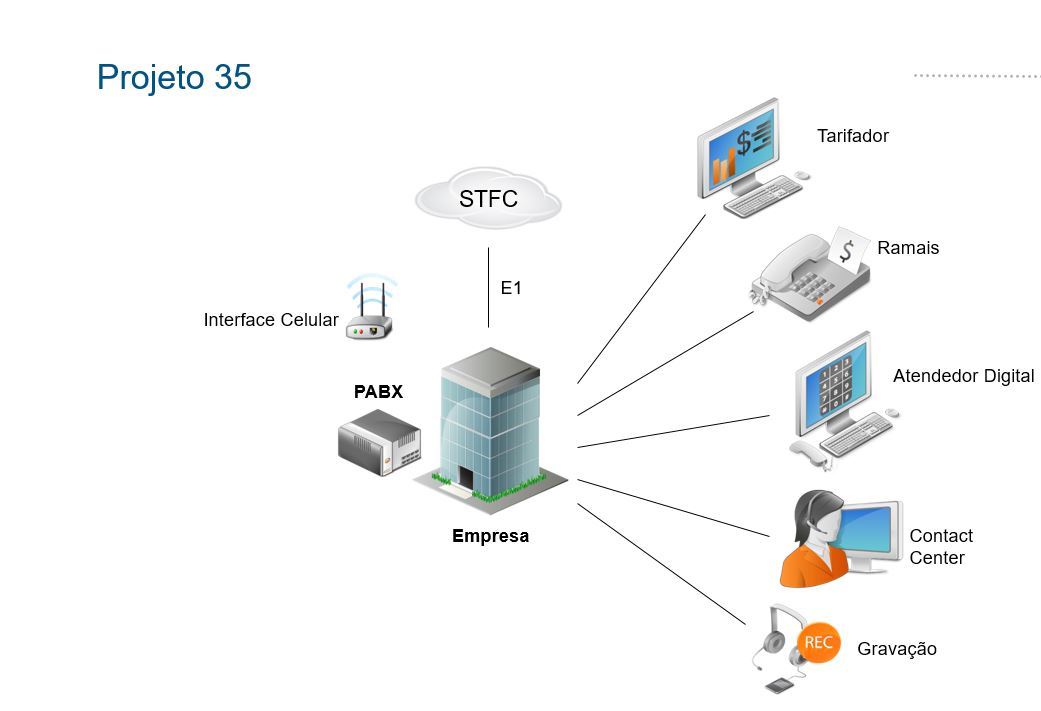 Projeto 35
Tarifador
STFC
$
Ramais
E1
Interface Celular
Atendedor Digital
PABX
Contact
Center
Empresa
REC
Gravação